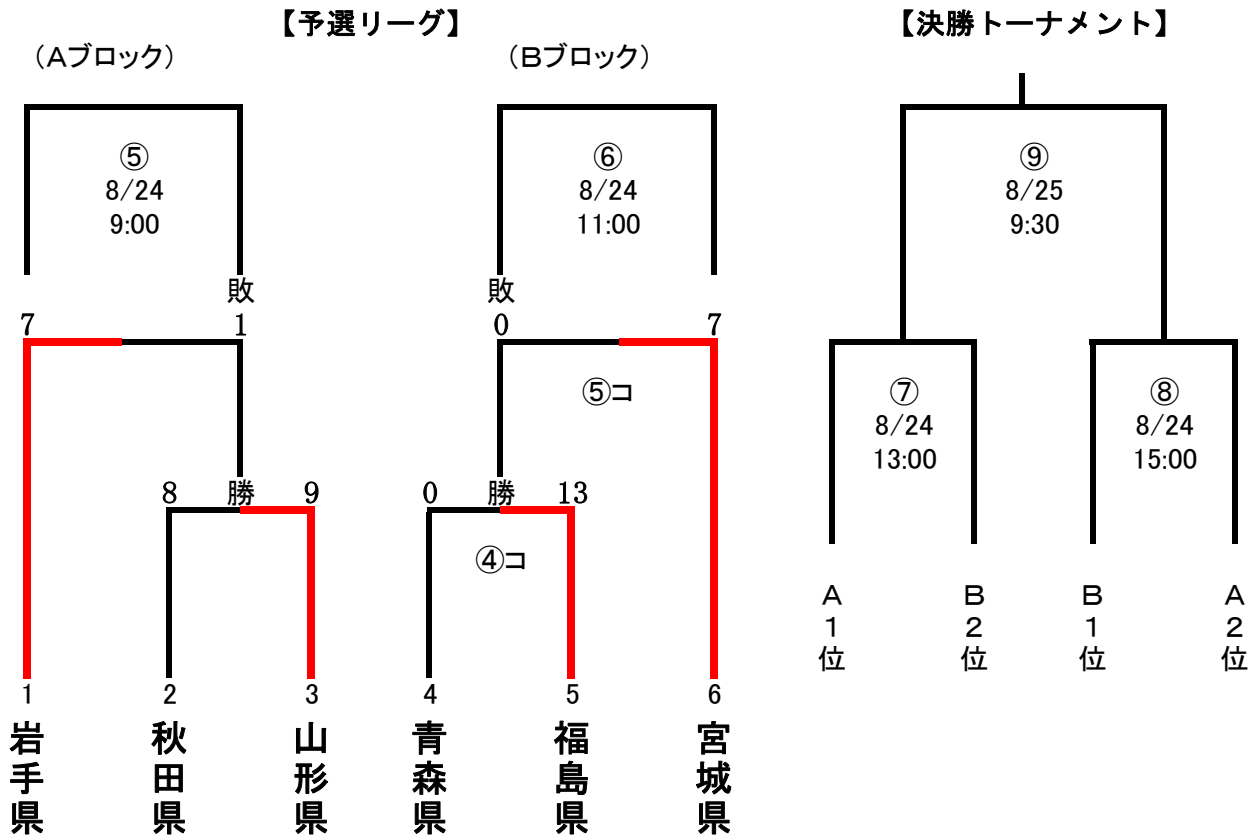 【予選リーグ】
【決勝トーナメント】
（Aブロック）
（Bブロック）
⑤
8/24
9:00
⑥
8/24
11:00
⑨
8/25
9:30
敗
敗
7
1
0
7
⑤コ
⑦
8/24
13:00
⑧
8/24
15:00
8
勝
9
0
勝
13
④コ
A1位
B2位
B1位
A2位
1
2
3
4
5
6
岩手県
秋田県
山形県
青森県
福島県
宮城県